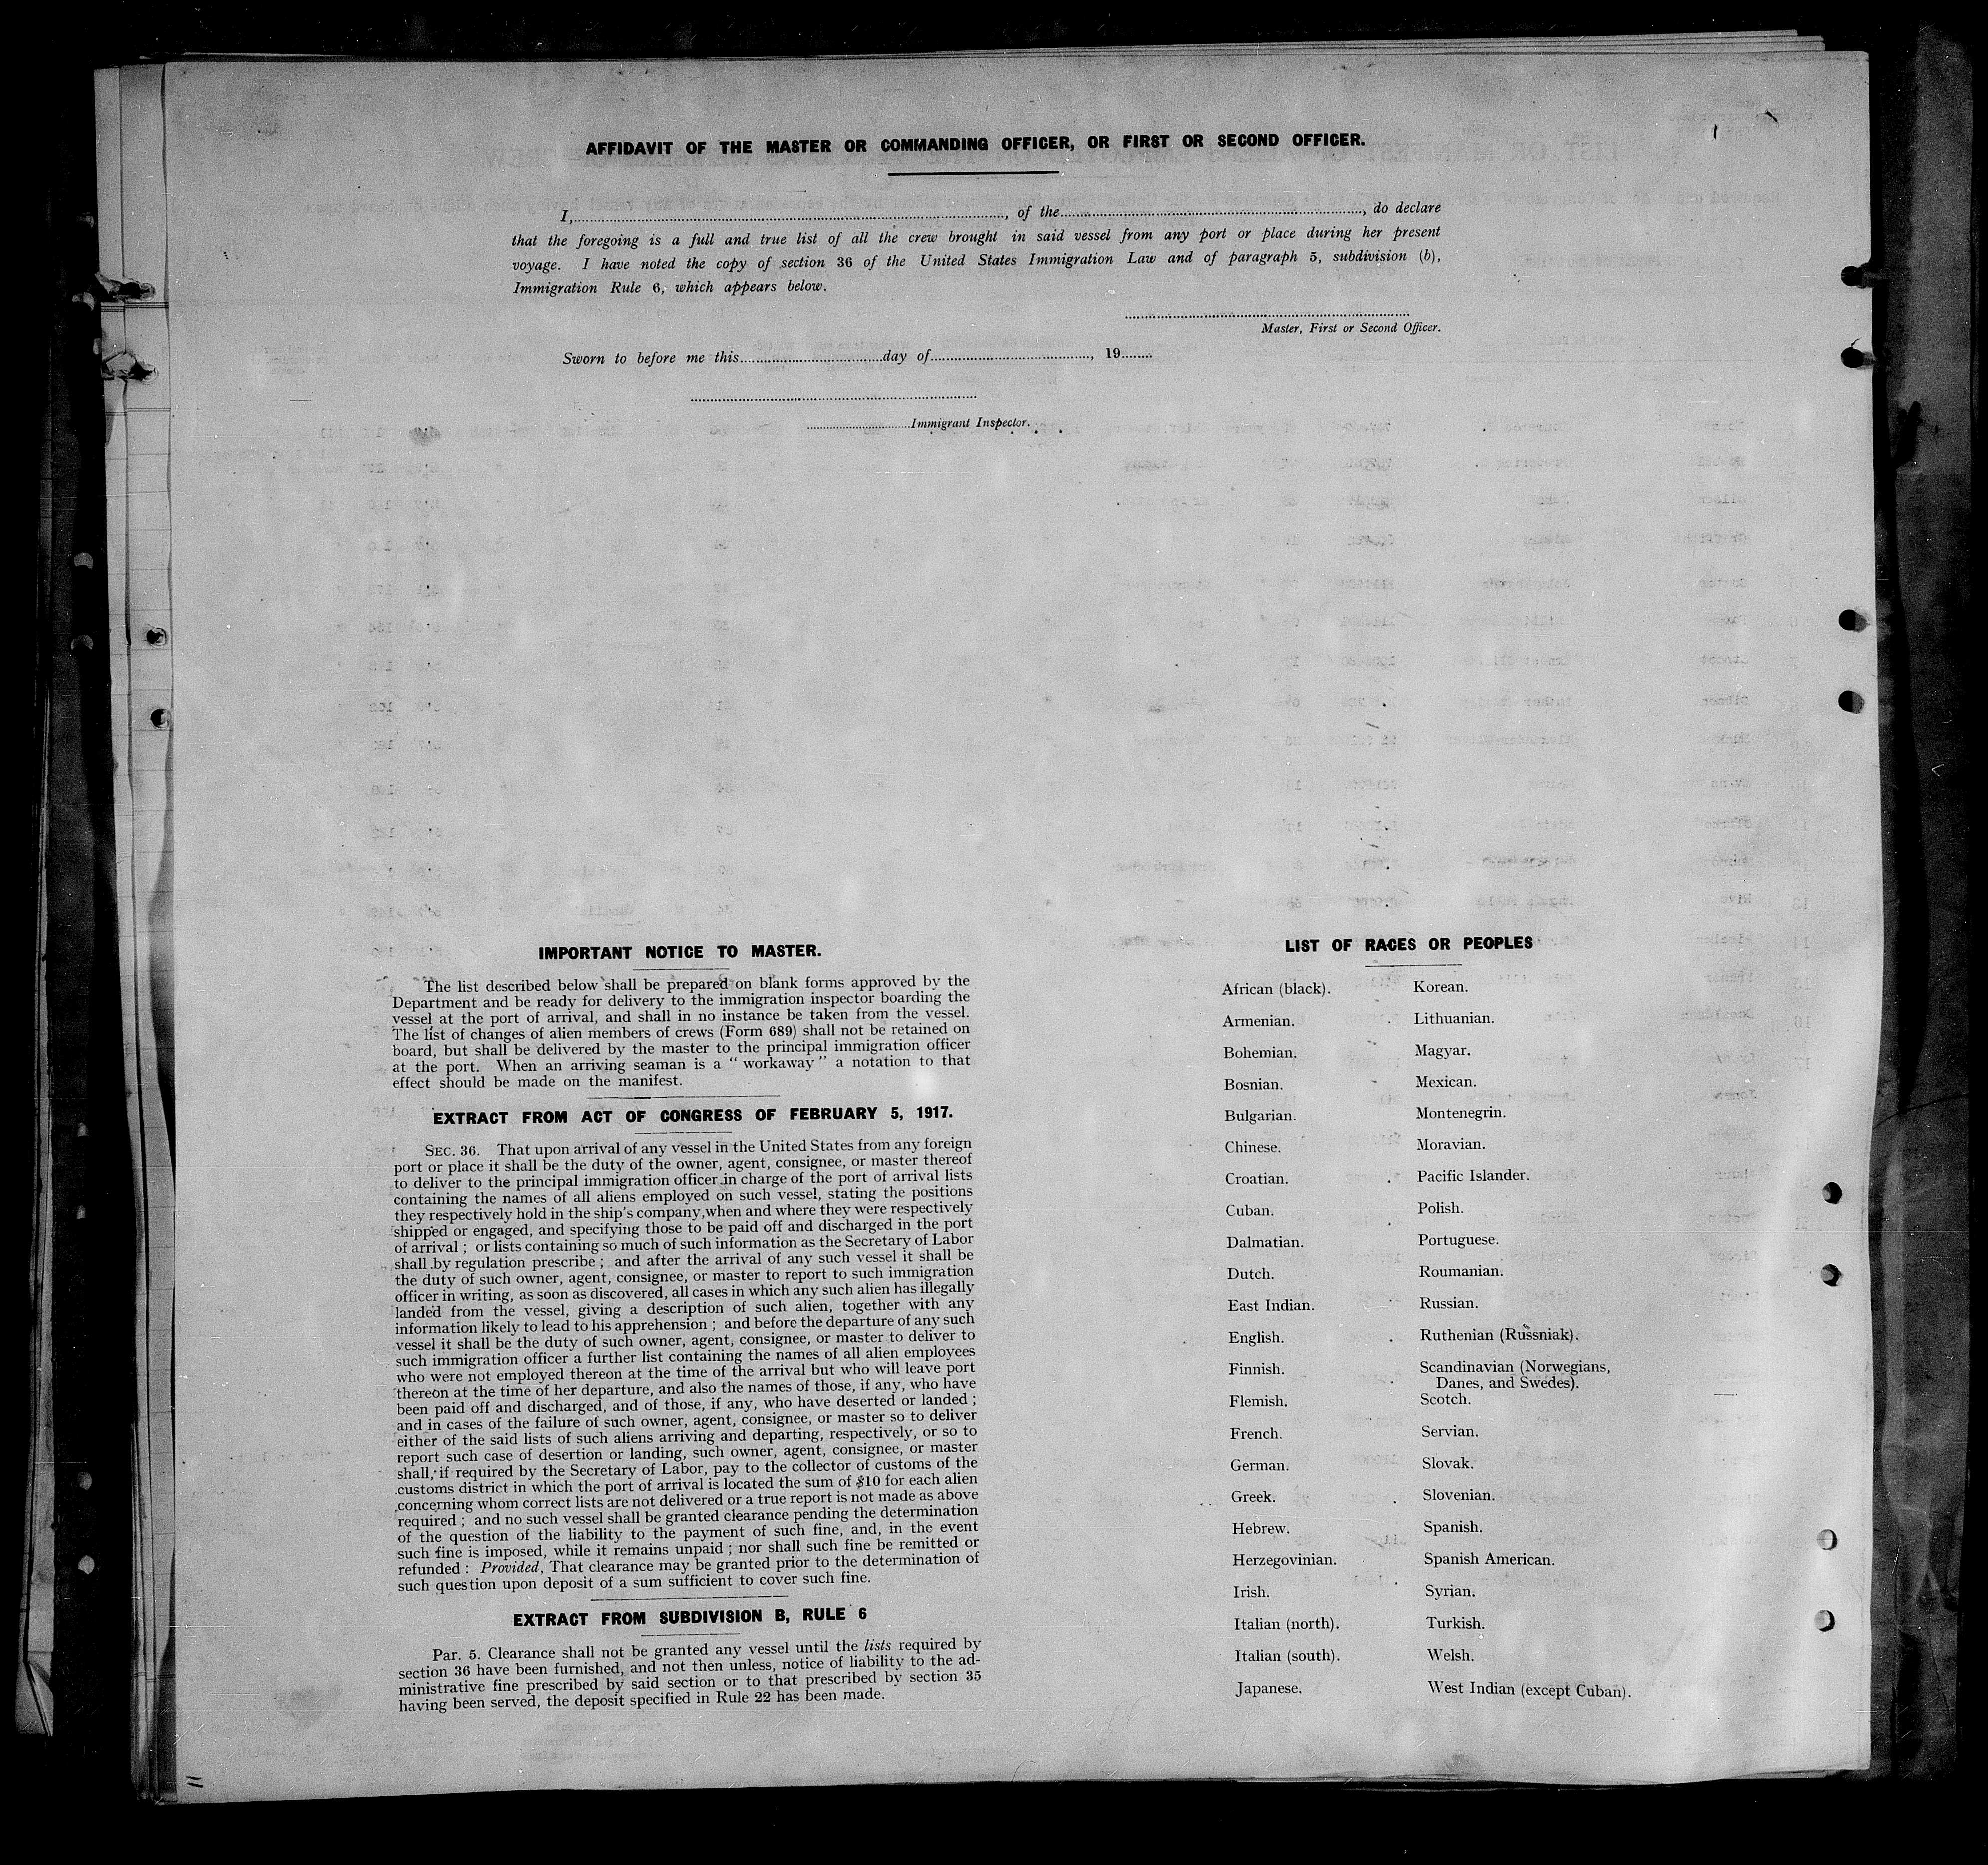 AFFIDAVIT OF THE MASTER OR COMMANDING OFFICER, OR FIRST OR SECOND OFFICER.
I,........................, of the........................, do declare
that the foregoing is a full and true list of all the crew brought in said vessel from any port or place during her present
voyage. I have noted the copy of section 36 of the United States Immigration Law and of paragraph 5, subdivision (b),
Immigration Rule 6, which appears below.
Master, First or Second Officer.
Sworn to before me this........................day of........................, 19........
........................Immigrant Inspector.
IMPORTANT NOTICE TO MASTER.
The list described below shall be prepared on blank forms approved by the
Department and be ready for delivery to the immigration inspector boarding the
vessel at the port of arrival, and shall in no instance be taken from the vessel.
The list of changes of alien members of crews (Form 689) shall not be retained on
board, but shall be delivered by the master to the principal immigration officer
at the port. When an arriving seaman is a " workaway " a notation to that
effect should be made on the manifest.
EXTRACT FROM ACT OF CONGRESS OF FEBRUARY 5, 1917.
SEC. 36. That upon arrival of any vessel in the United States from any foreign
port or place it shall be the duty of the owner, agent, consignee, or master thereof
to deliver to the principal immigration officer in charge of the port of arrival lists
containing the names of all aliens employed on such vessel, stating the positions
they respectively hold in the ship's company, when and where they were respectively
shipped or engaged, and specifying those to be paid off and discharged in the port
of arrival ; or lists containing so much of such information as the Secretary of Labor
shall by regulation prescribe ; and after the arrival of any such vessel it shall be
the duty of such owner, agent, consignee, or master to report to such immigration
officer in writing, as soon as discovered, all cases in which any such alien has illegally
landed from the vessel, giving a description of such alien, together with any
information likely to lead to his apprehension ; and before the departure of any such
vessel it shall be the duty of such owner, agent, consignee, or master to deliver to
such immigration officer a further list containing the names of all alien employees
who were not employed thereon at the time of the arrival but who will leave port
thereon at the time of her departure, and also the names of those, if any, who have
been paid off and discharged, and of those, if any, who have deserted or landed ;
and in cases of the failure of such owner, agent, consignee, or master so to deliver
either of the said lists of such aliens arriving and departing, respectively, or so to
report such case of desertion or landing, such owner, agent, consignee, or master
shall, if required by the Secretary of Labor, pay to the collector of customs of the
customs district in which the port of arrival is located the sum of $10 for each alien
concerning whom correct lists are not delivered or a true report is not made as above
required ; and no such vessel shall be granted clearance pending the determination
of the question of the liability to the payment of such fine, and, in the event
such fine is imposed, while it remains unpaid ; nor shall such fine be remitted or
refunded : Provided, That clearance may be granted prior to the determination of
such question upon deposit of a sum sufficient to cover such fine.
EXTRACT FROM SUBDIVISION B, RULE 6
Par. 5. Clearance shall not be granted any vessel until the lists required by
section 36 have been furnished, and not then unless, notice of liability to the ad-
ministrative fine prescribed by said section or to that prescribed by section 35
having been served, the deposit specified in Rule 22 has been made.
LIST OF RACES OR PEOPLES
African (black).
Armenian.
Bohemian.
Bosnian.
Bulgarian.
Chinese.
Croatian.
Cuban.
Dalmatian.
Dutch.
East Indian.
English.
Finnish.
Flemish.
French.
German.
Greek.
Hebrew.
Herzegovinian.
Irish.
Italian (north).
Italian (south).
Japanese.
Korean.
Lithuanian.
Magyar.
Mexican.
Montenegrin.
Moravian.
Pacific Islander.
Polish.
Portuguese.
Roumanian.
Russian.
Ruthenian (Russniak).
Scandinavian (Norwegians,
Danes, and Swedes).
Scotch.
Servian.
Slovak.
Slovenian.
Spanish.
Spanish American.
Syrian.
Turkish.
Welsh.
West Indian (except Cuban).